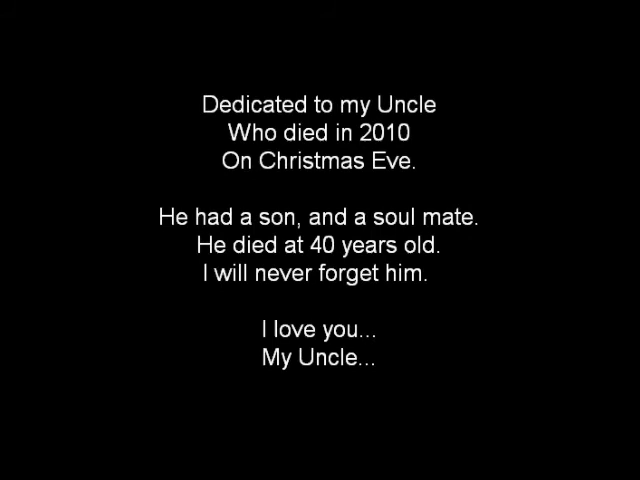 Dedicated to my Uncle
Who died in 2010
On Christmas Eve.
He had a son, and a soul mate.
He died at 40 years old.
I will never forget him.
I love you...
My Uncle...